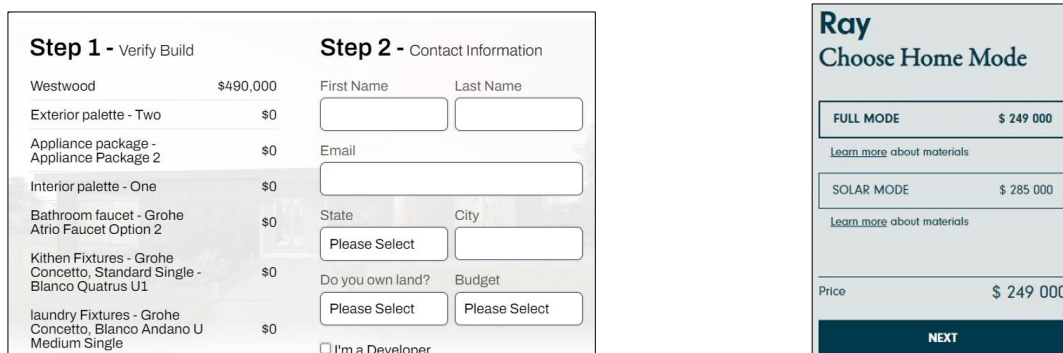 Step 1 - Verify Build
Westwood $490,000
Exterior palette - Two $0
Appliance package -
Appliance Package 2 $0
Interior palette - One $0
Bathroom faucet - Grohe
Atrio Faucet Option 2 $0
Kithen Fixtures - Grohe
Concetto, Standard Single -
Blanco Quatrus U1 $0
laundry Fixtures - Grohe
Concetto, Blanco Andano U
Medium Single $0
Step 2 - Contact Information
First Name Last Name
Email
State City
Please Select
Do you own land? Budget
Please Select Please Select
I'm a Developer
Ray
Choose Home Mode
FULL MODE $ 249 000
Learn more about materials
SOLAR MODE $ 285 000
Learn more about materials
Price $ 249 000
NEXT